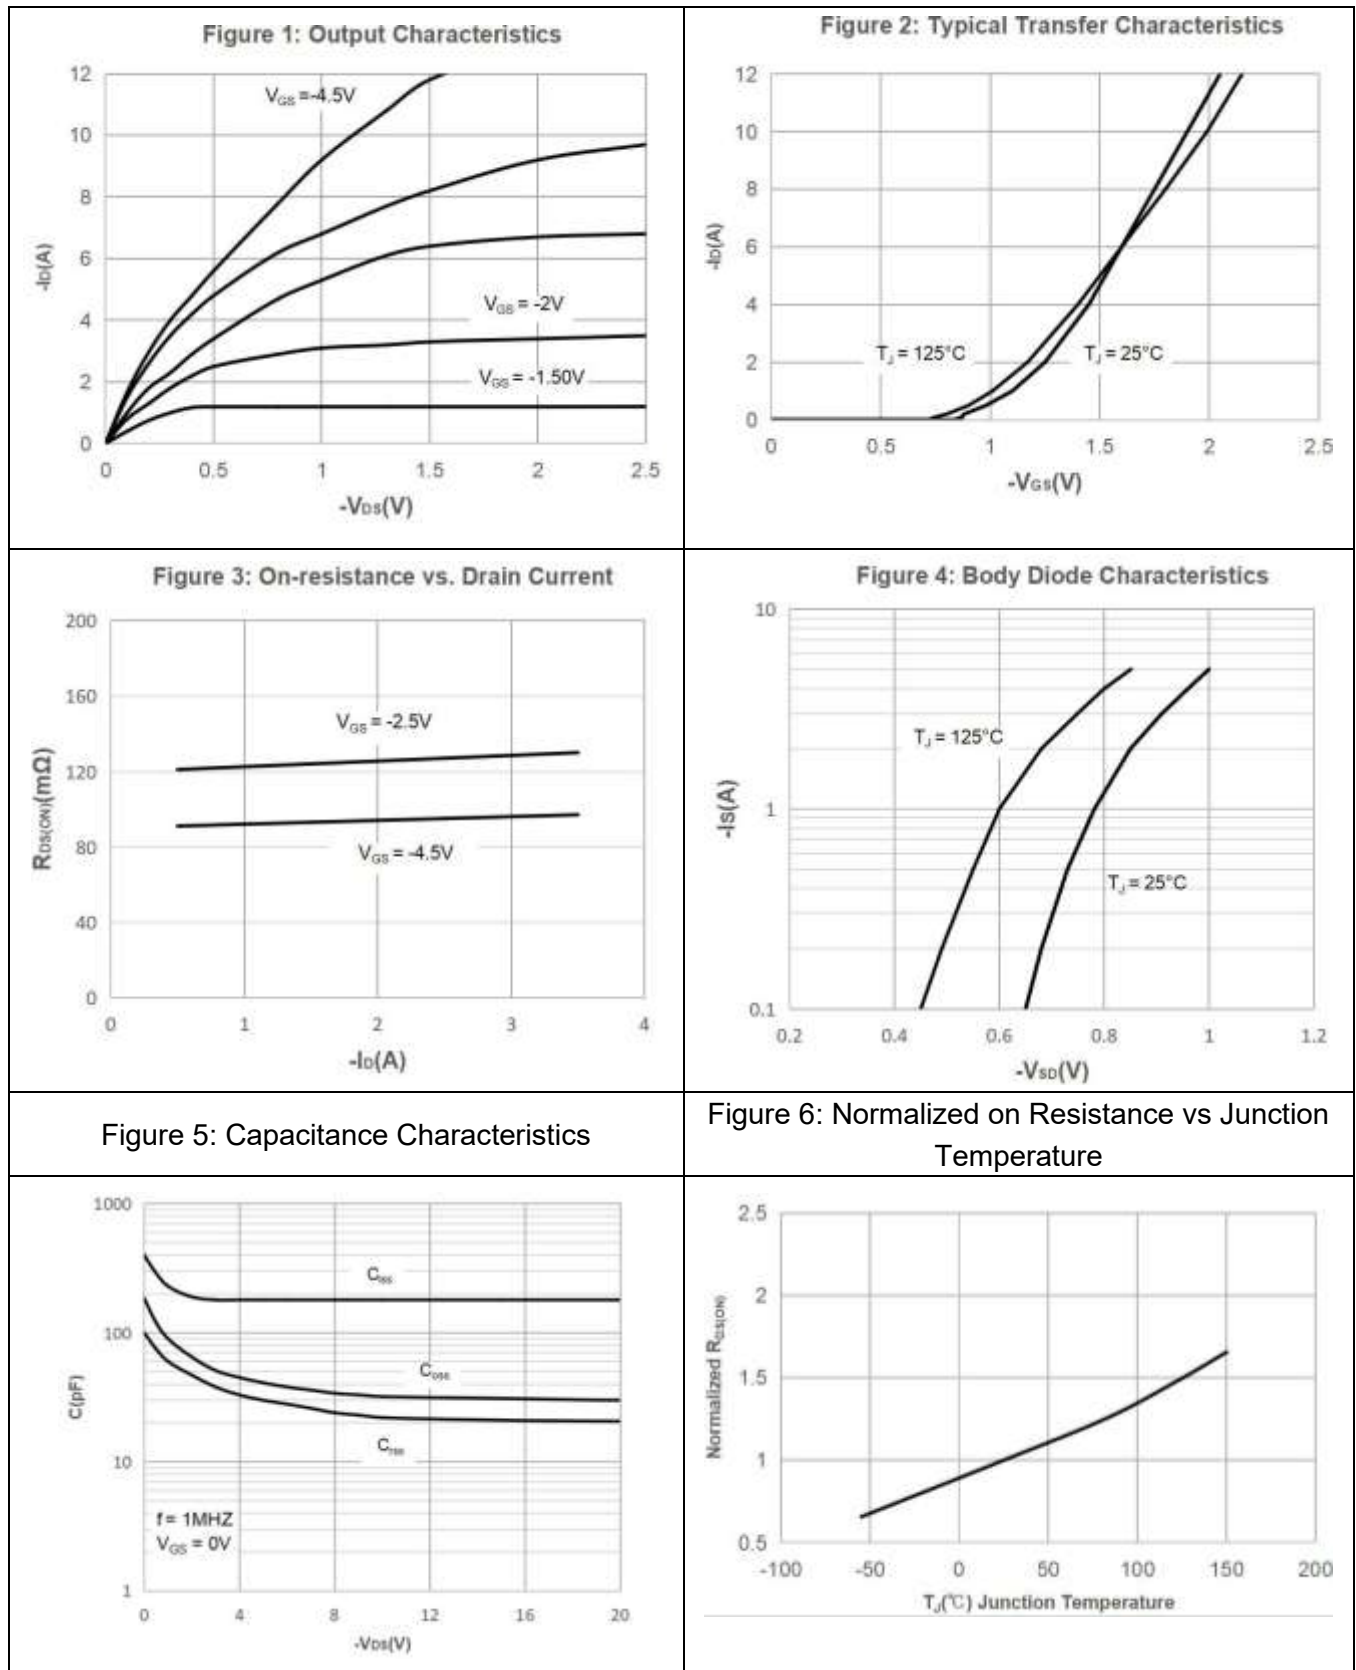 Figure 1: Output Characteristics
12
10
8
6
4
2
0
-ID(A)
VGS =-4.5V
VGS = -2V
VGS = -1.50V
0 0.5 1 1.5 2 2.5
-VDS(V)
Figure 2: Typical Transfer Characteristics
12
10
8
6
4
2
0
-ID(A)
TJ = 125°C
TJ = 25°C
0 0.5 1 1.5 2 2.5
-VGS(V)
Figure 3: On-resistance vs. Drain Current
200
160
120
80
40
0
RDS(ON)(mΩ)
VGS = -2.5V
VGS = -4.5V
0 1 2 3 4
-ID(A)
Figure 4: Body Diode Characteristics
10
1
0.1
-IS(A)
TJ = 125°C
TJ = 25°C
0.2 0.4 0.6 0.8 1 1.2
-VSD(V)
Figure 5: Capacitance Characteristics
Figure 6: Normalized on Resistance vs Junction
Temperature
1000
100
10
1
C(pF)
Ciss
Coss
Crss
f = 1MHZ
VGS = 0V
0 4 8 12 16 20
-VDS(V)
2.5
2
1.5
1
0.5
Normalized RDS(ON)
-100 -50 0 50 100 150 200
TJ(℃) Junction Temperature